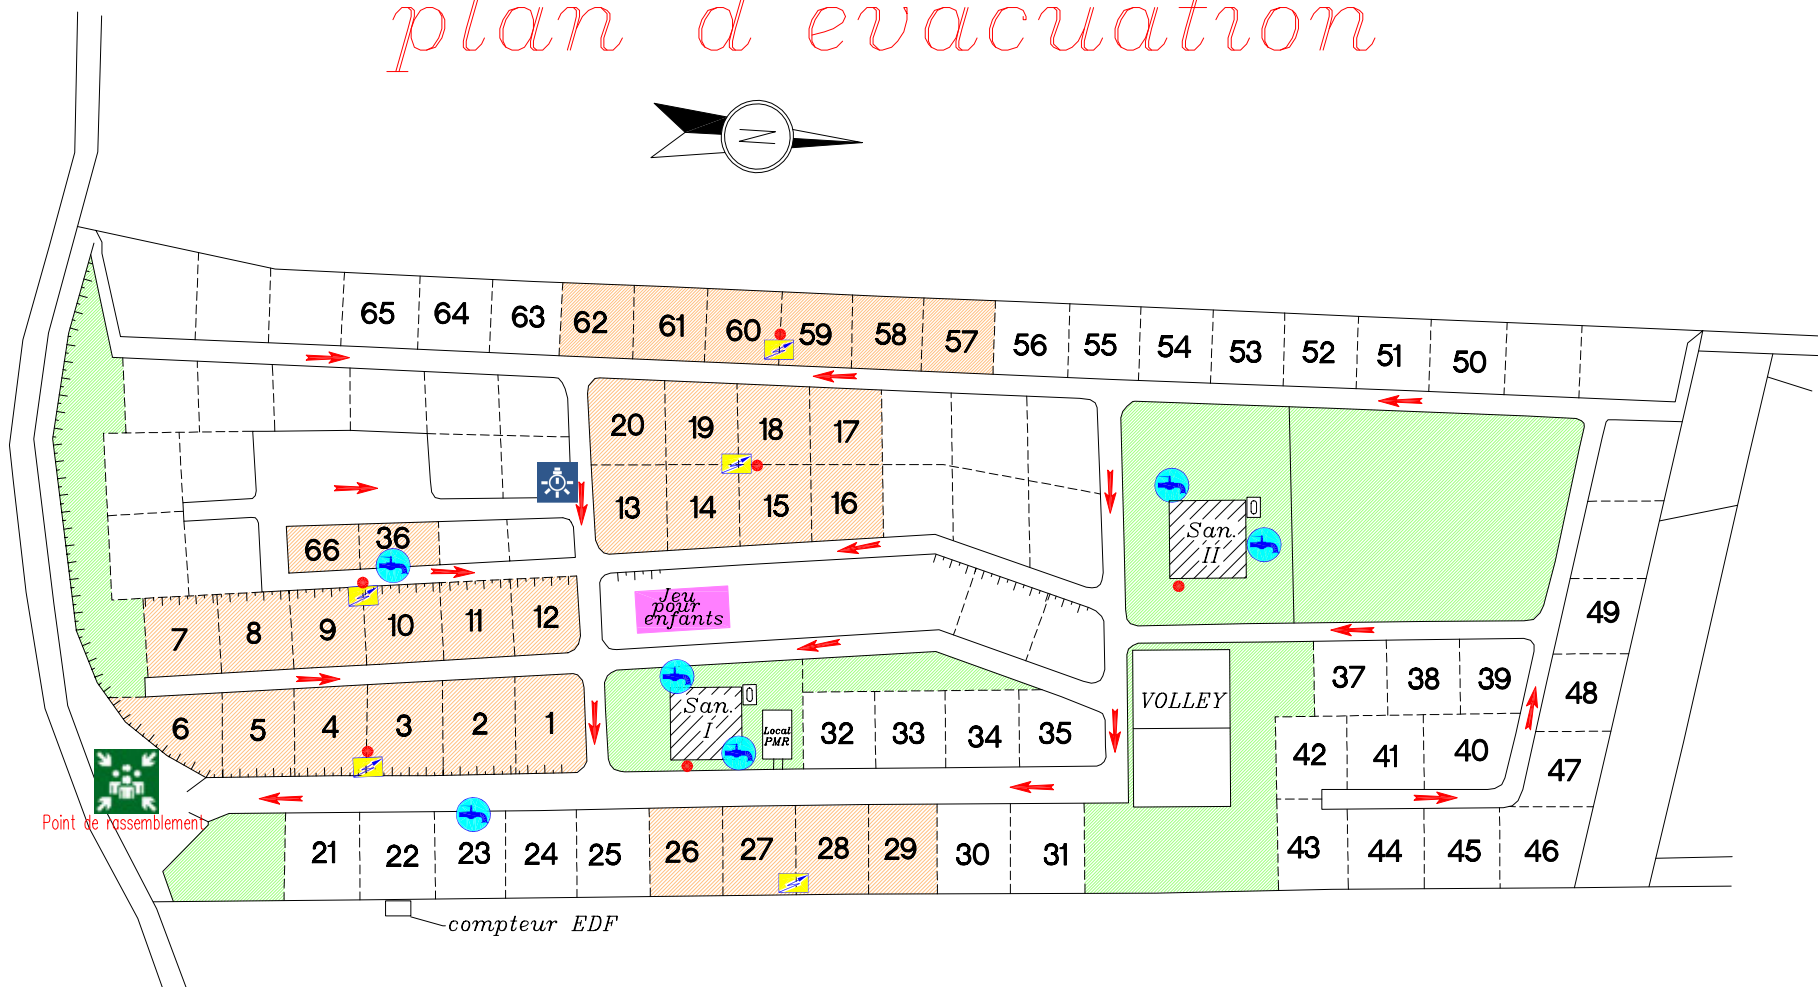 plan d evacuation
N
65 64 63 62 61 60 59 58 57 56 55 54 53 52 51 50
20 19 18 17
13 14 15 16
San.
II
66 36
7 8 9 10 11 12
Jeu
pour
enfants
49
37 38 39
48
6 5 4 3 2 1
San.
I
Local
PMR
32 33 34 35
VOLLEY
42 41 40
47
Point de rassemblement
21 22 23 24 25 26 27 28 29 30 31
43 44 45 46
compteur EDF